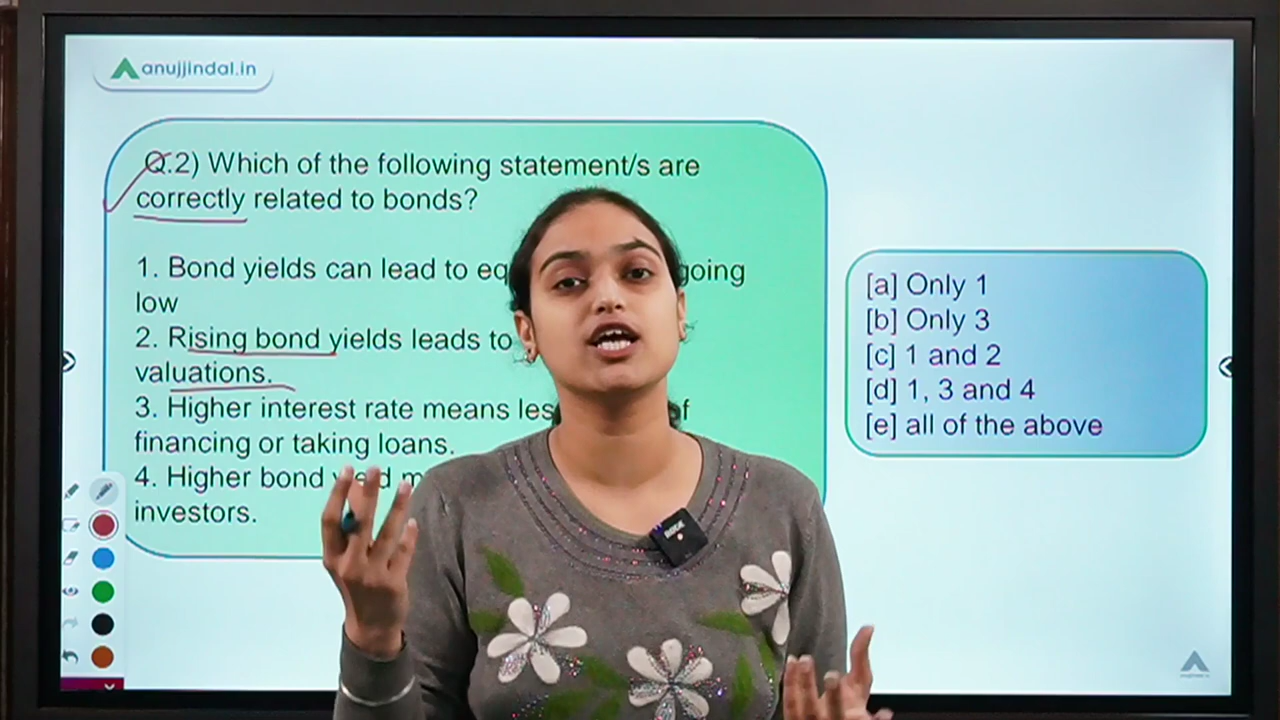 anujjindal.in
Q.2) Which of the following statement/s are
correctly related to bonds?
1. Bond yields can lead to eq going
low
2. Rising bond yields leads to
valuations.
3. Higher interest rate means les of
financing or taking loans.
4. Higher bond yield m
investors.
[a] Only 1
[b] Only 3
[c] 1 and 2
[d] 1, 3 and 4
[e] all of the above
RODE